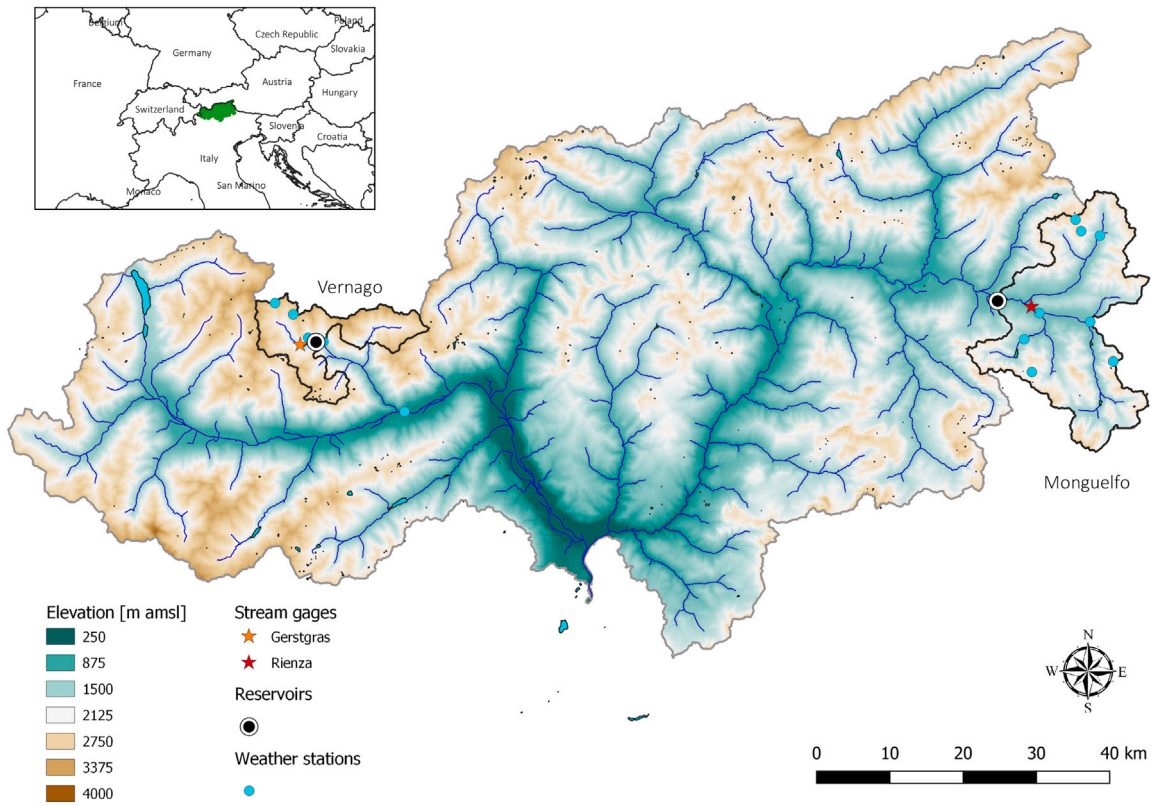 Belgium
Poland
Czech Republic
Germany
Slovakia
France
Austria
Hungary
Switzerland
Slovenia
Croatia
Italy
San Marino
Monaco
Vernago
Monguelfo
Elevation [m amsl]
250
875
1500
2125
2750
3375
4000
Stream gages
Gerstgras
Rienza
Reservoirs
Weather stations
N
W
E
S
0 10 20 30 40 km